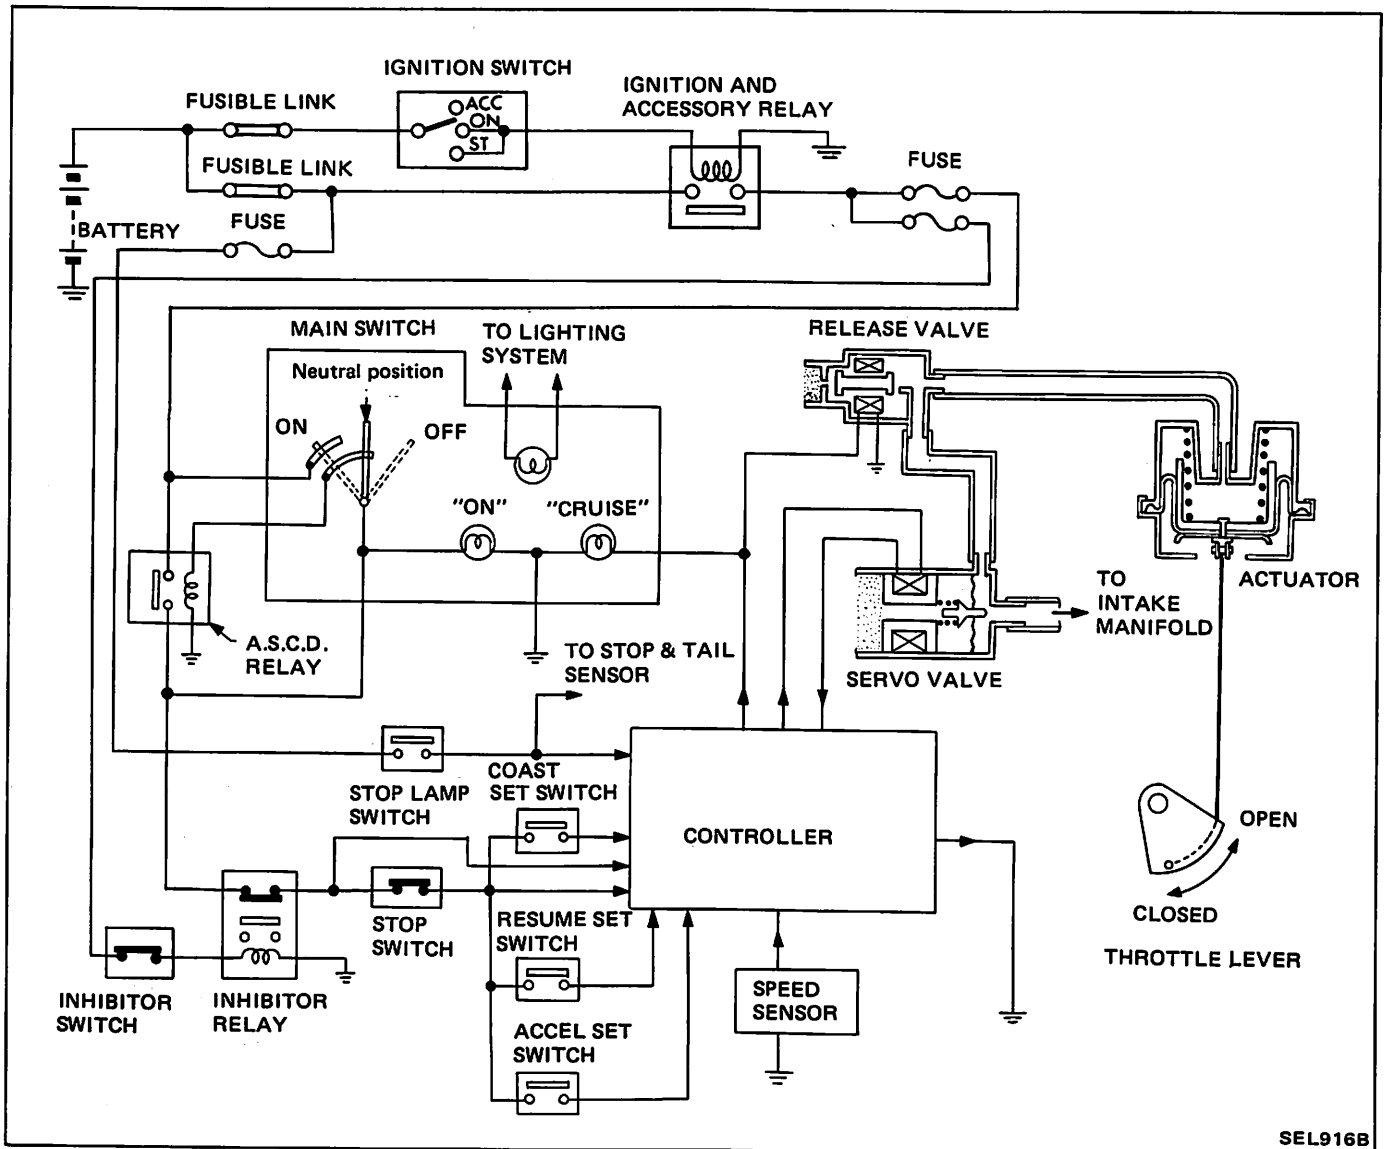 IGNITION SWITCH
ACC
ON
ST
FUSIBLE LINK
FUSIBLE LINK
FUSE
BATTERY
IGNITION AND
ACCESSORY RELAY
FUSE
MAIN SWITCH
Neutral position
ON
OFF
TO LIGHTING
SYSTEM
"ON"
"CRUISE"
RELEASE VALVE
ACTUATOR
TO
INTAKE
MANIFOLD
SERVO VALVE
A.S.C.D.
RELAY
TO STOP & TAIL
SENSOR
STOP LAMP
SWITCH
COAST
SET SWITCH
CONTROLLER
OPEN
CLOSED
THROTTLE LEVER
STOP
SWITCH
RESUME SET
SWITCH
INHIBITOR
SWITCH
INHIBITOR
RELAY
ACCEL SET
SWITCH
SPEED
SENSOR
SEL916B